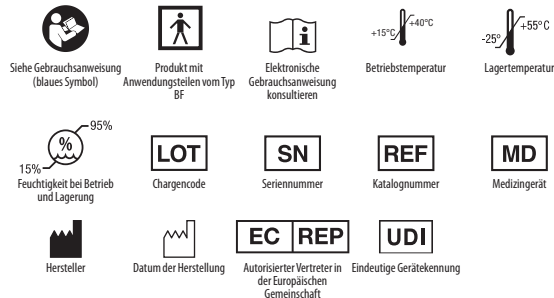 +15°C
+40°C
-25°
+55°C
Siehe Gebrauchsanweisung
(blaues Symbol)
Produkt mit
Anwendungsteilen vom Typ
BF
Elektronische
Gebrauchsanweisung
konsultieren
Betriebstemperatur
Lagertemperatur
95%
%
15%
LOT
SN
REF
MD
Feuchtigkeit bei Betrieb
und Lagerung
Chargencode
Seriennummer
Katalognummer
Medizingerät
EC REP
UDI
Hersteller
Datum der Herstellung
Autorisierter Vertreter in
der Europäischen
Gemeinschaft
Eindeutige Gerätekennung